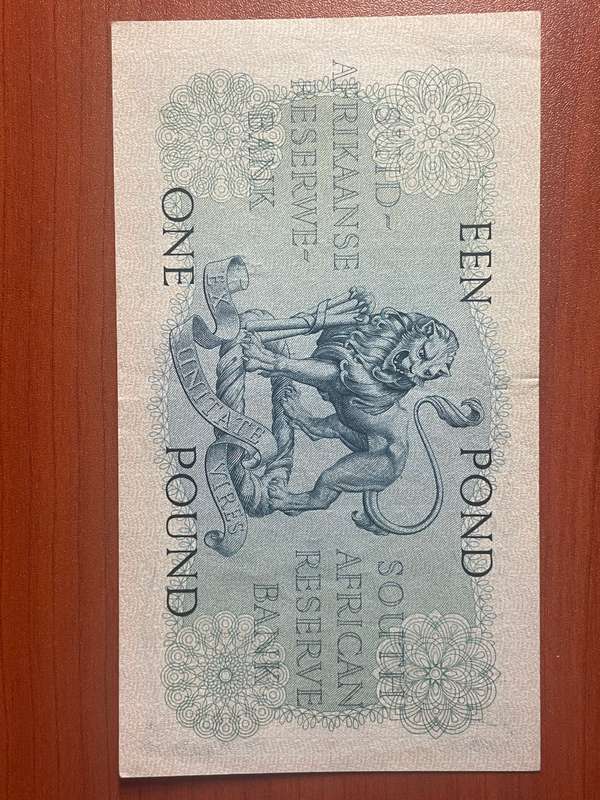 EEN POND
SUID-
AFRIKAANSE
RESERWE-
BANK
SOUTH
AFRICAN
RESERVE
BANK
EX UNITATE VIRES
ONE POUND